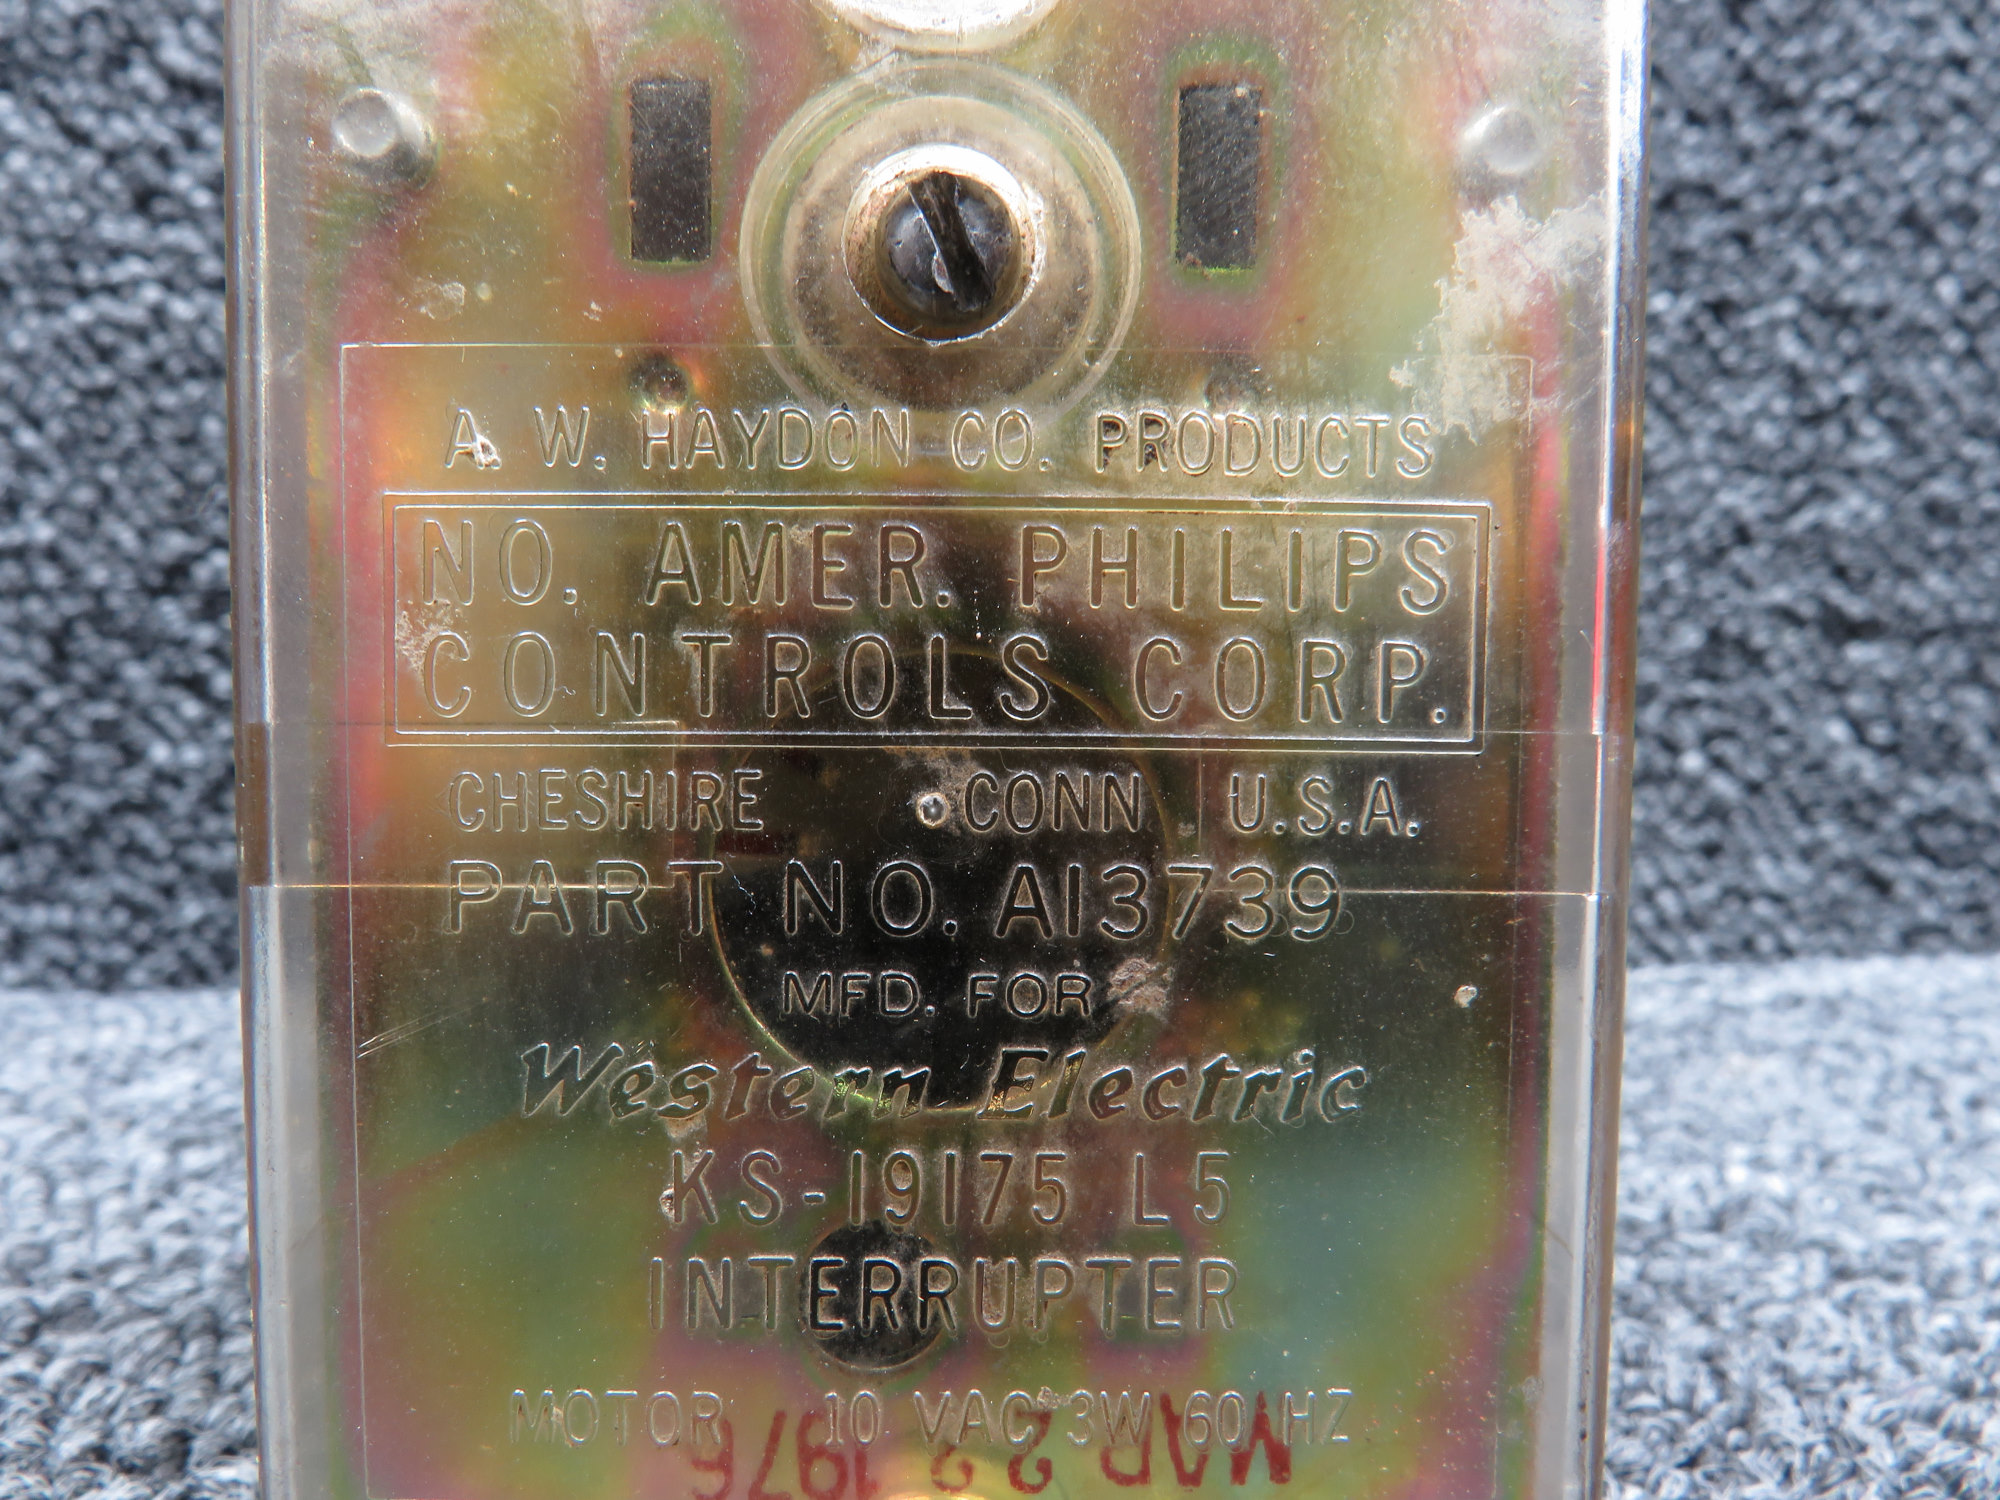 A. W. HAYDON CO. PRODUCTS
NO. AMER. PHILIPS
CONTROLS CORP.
CHESHIRE CONN U.S.A.
PART NO. A13739
MFD. FOR
Western Electric
KS-19175 L5
INTERRUPTER
MOTOR 10 VAC 3W 60 HZ
MAR 22 1976